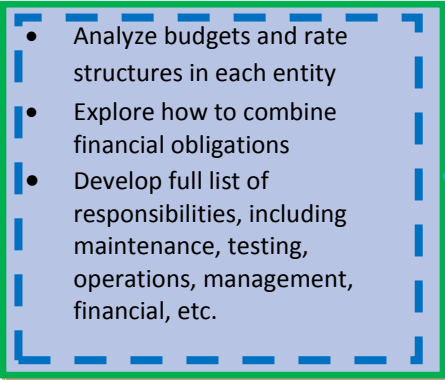 • Analyze budgets and rate
structures in each entity
• Explore how to combine
financial obligations
• Develop full list of
responsibilities, including
maintenance, testing,
operations, management,
financial, etc.